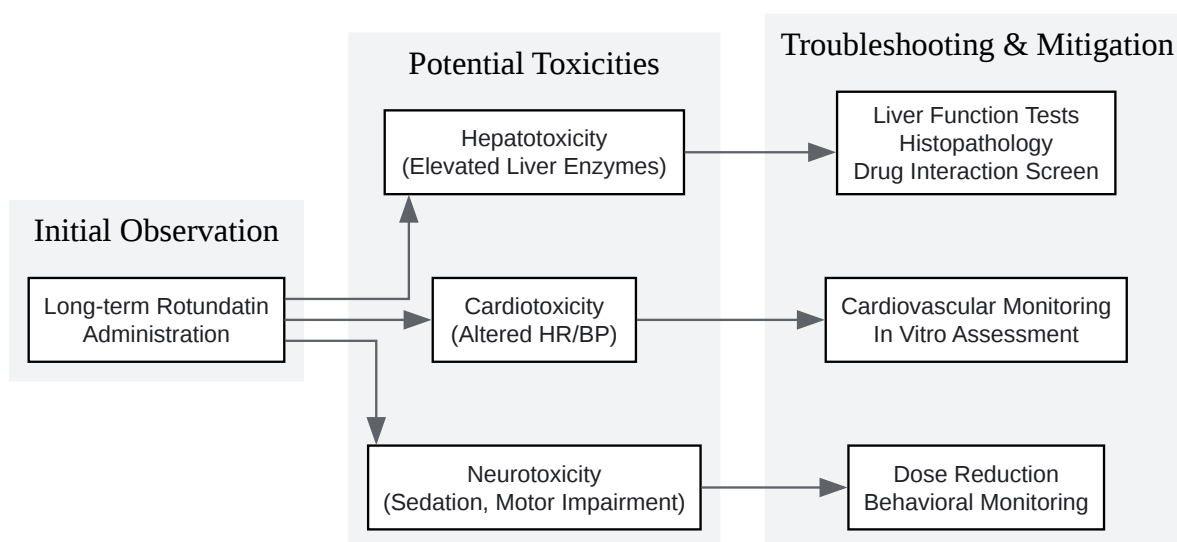 Initial Observation
Long-term Rotundatin
Administration
Potential Toxicities
Hepatotoxicity
(Elevated Liver Enzymes)
Cardiotoxicity
(Altered HR/BP)
Neurotoxicity
(Sedation, Motor Impairment)
Troubleshooting & Mitigation
Liver Function Tests
Histopathology
Drug Interaction Screen
Cardiovascular Monitoring
In Vitro Assessment
Dose Reduction
Behavioral Monitoring